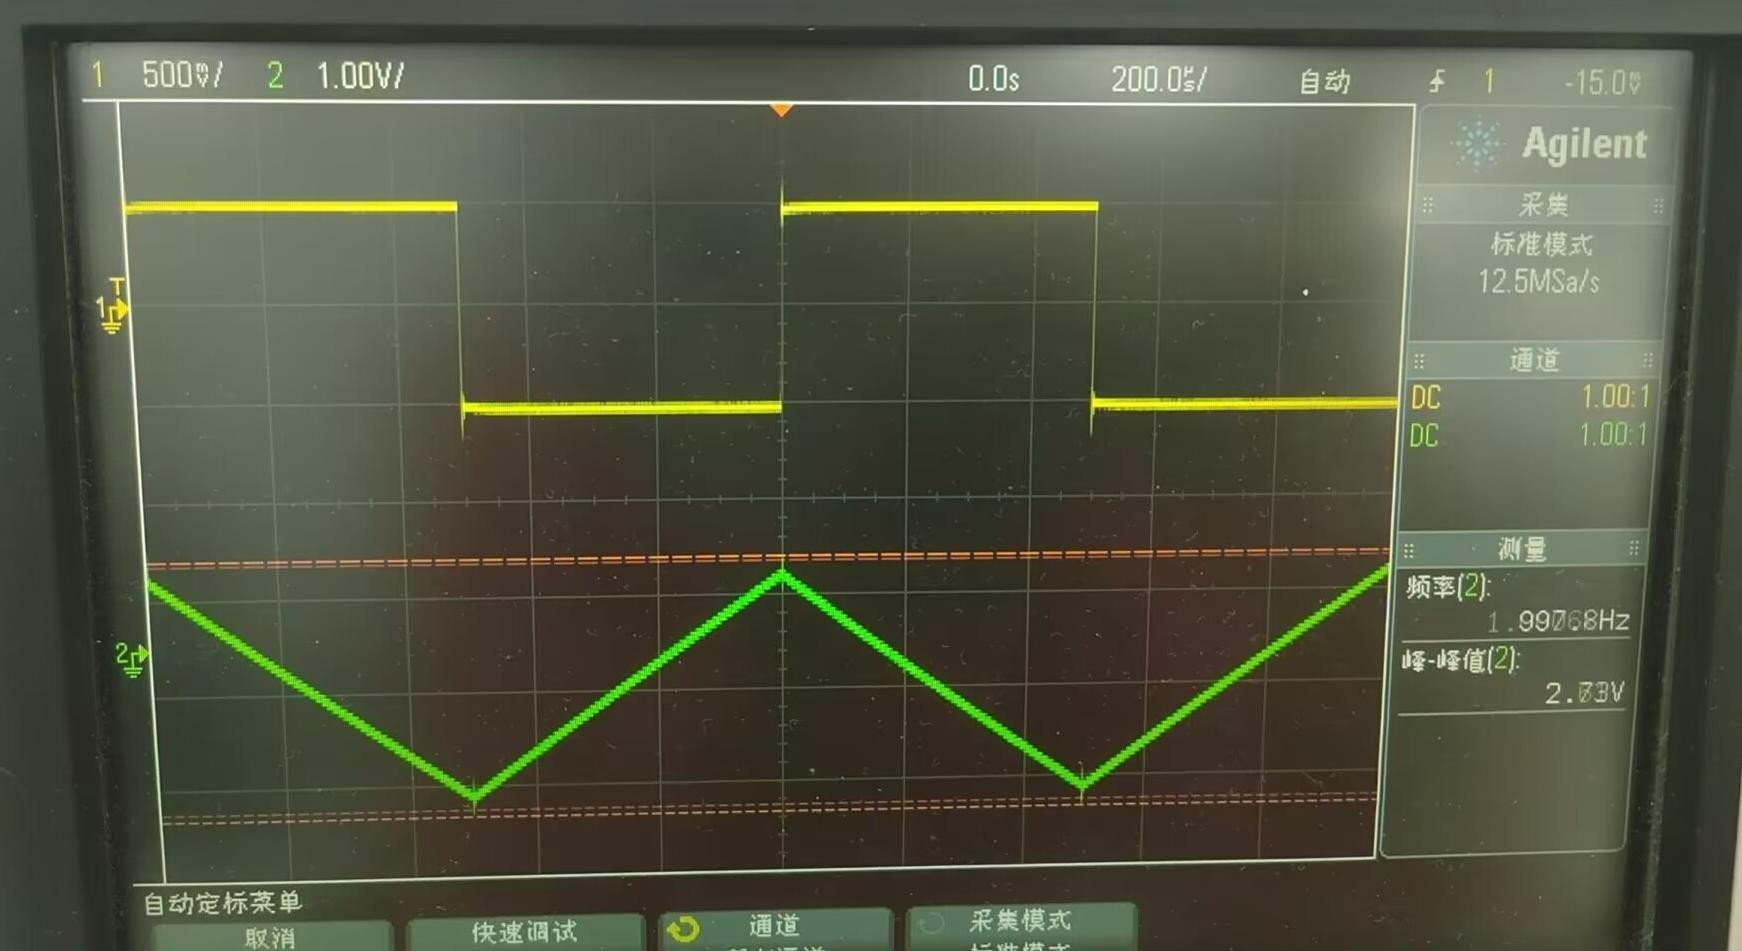 1 500mV/ 2 1.00V/ 0.0s 200.0us/ 自动 1 -15.0mV
Agilent
采集
标准模式
12.5MSa/s
T
1
通道
DC 1.00:1
DC 1.00:1
测量
频率(2):
Hz
2
峰-峰值(2):
自动定标菜单
取消
快速调试
通道
采集模式